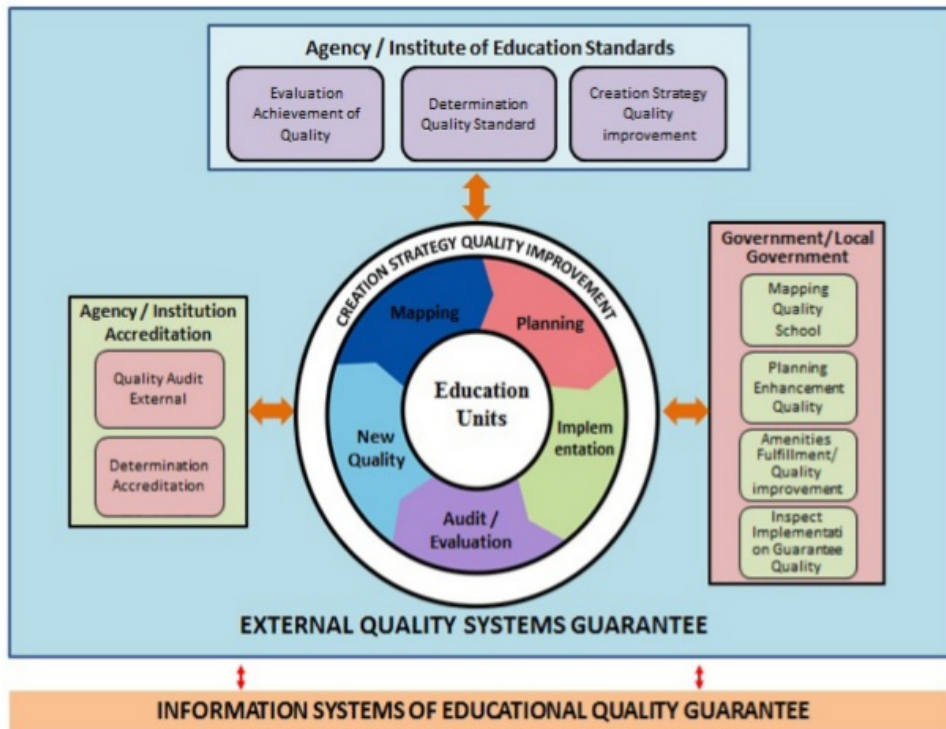 Agency / Institute of Education Standards
Evaluation
Achievement of
Quality
Determination
Quality Standard
Creation Strategy
Quality
improvement
CREATION STRATEGY QUALITY IMPROVEMENT
Mapping
Planning
Implem
entation
Audit /
Evaluation
New
Quality
Education
Units
Agency / Institution
Accreditation
Quality Audit
External
Determination
Accreditation
Government/Local
Government
Mapping
Quality
School
Planning
Enhancement
Quality
Amenities
Fulfillment/
Quality
improvement
Inspect
Implementati
on Guarantee
Quality
EXTERNAL QUALITY SYSTEMS GUARANTEE
INFORMATION SYSTEMS OF EDUCATIONAL QUALITY GUARANTEE